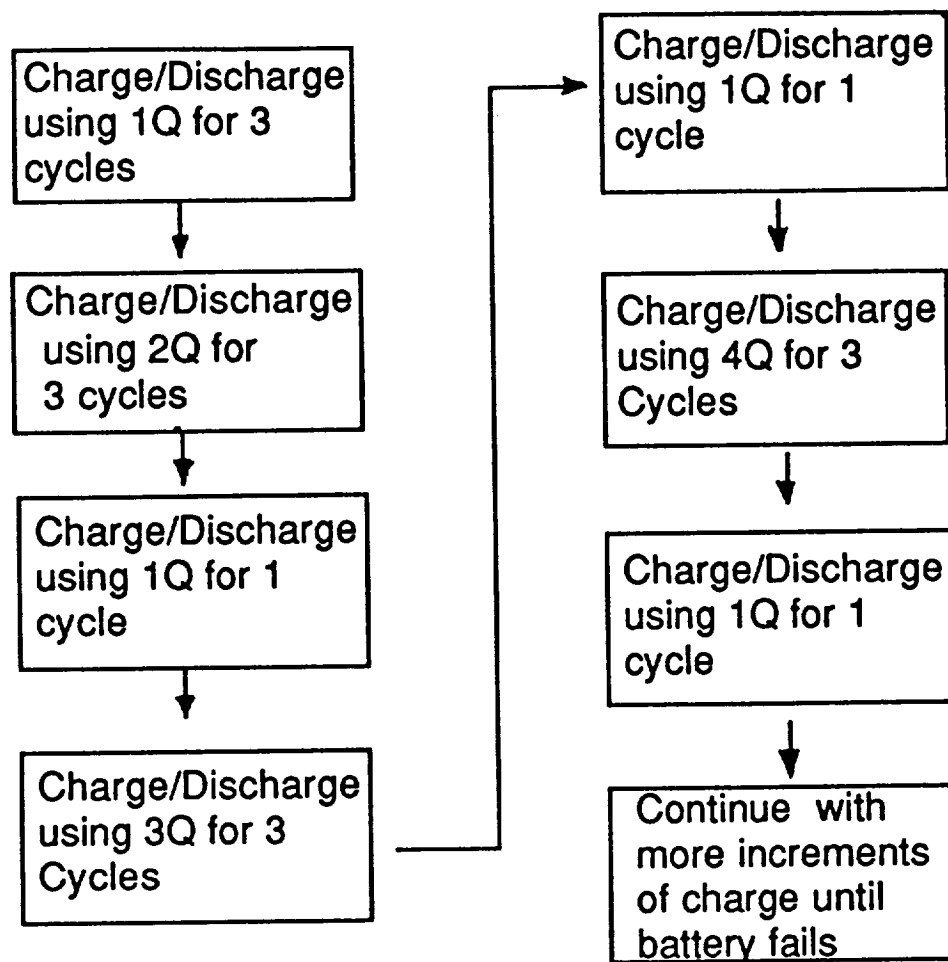 Charge/Discharge
using 1Q for 3
cycles
Charge/Discharge
using 2Q for
3 cycles
Charge/Discharge
using 1Q for 1
cycle
Charge/Discharge
using 3Q for 3
Cycles
Charge/Discharge
using 1Q for 1
cycle
Charge/Discharge
using 4Q for 3
Cycles
Charge/Discharge
using 1Q for 1
cycle
Continue with
more increments
of charge until
battery fails